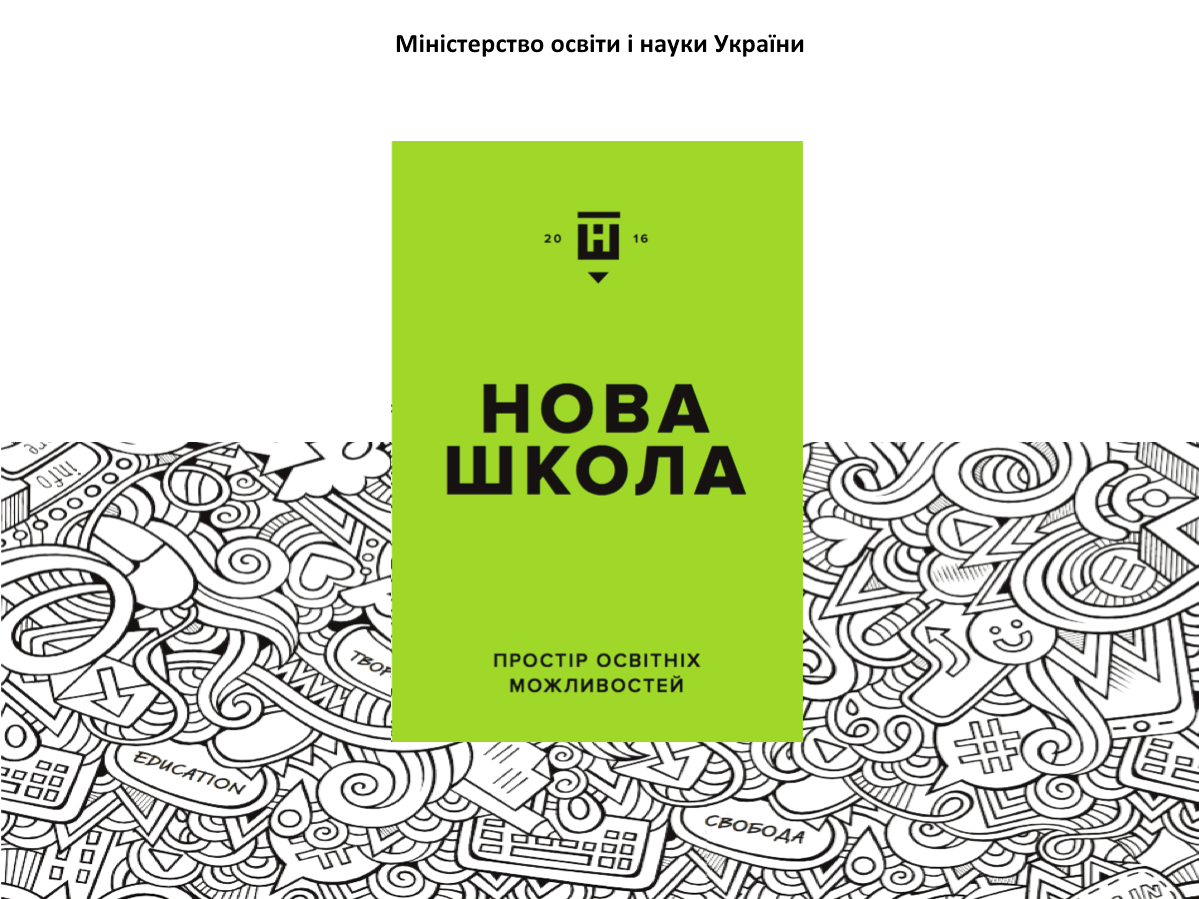 Міністерство освіти і науки України
20 Н 16
НОВА
ШКОЛА
ПРОСТІР ОСВІТНІХ
МОЖЛИВОСТЕЙ
info
EDUCATION
СВОБОДА